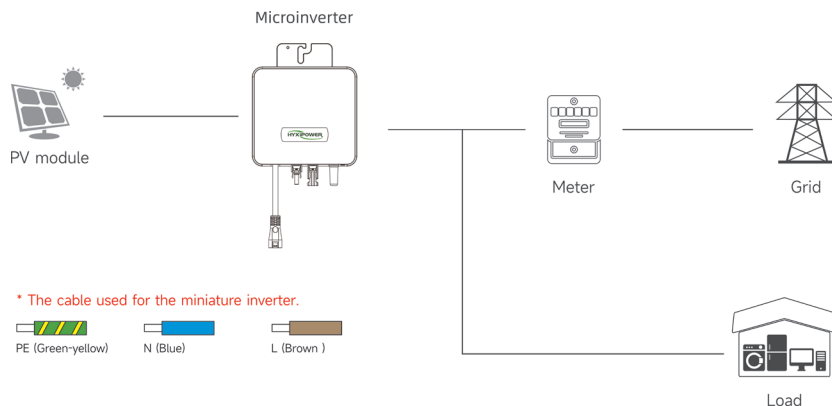 Microinverter
HYXIPOWER
PV module
Meter
Grid
* The cable used for the miniature inverter.
PE (Green-yellow)
N (Blue)
L (Brown )
Load